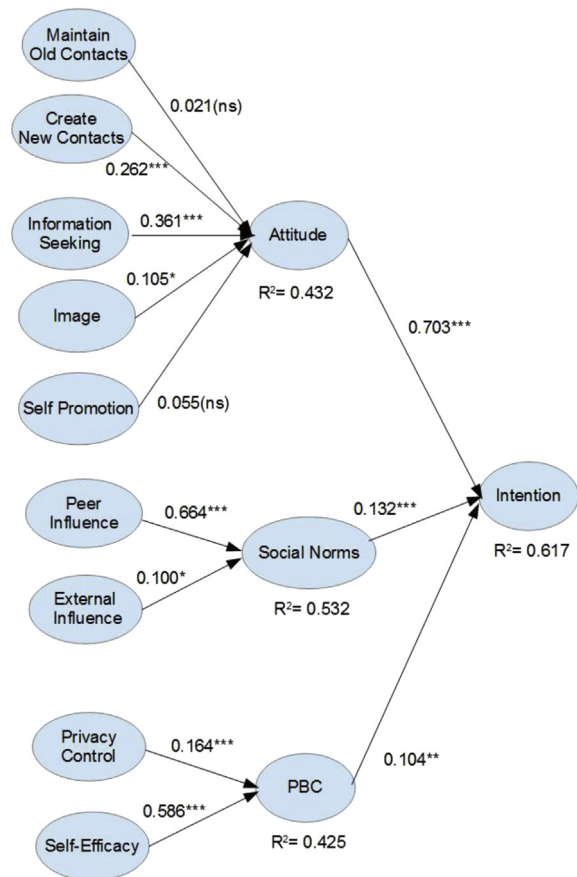 Maintain
Old Contacts
0.021(ns)
Create
New Contacts
0.262***
Information
Seeking
0.361***
Attitude
R²= 0.432
0.105*
Image
0.703***
Self Promotion
0.055(ns)
Peer
Influence
0.664***
Social Norms
R²= 0.532
0.132***
Intention
R²= 0.617
External
Influence
0.100*
Privacy
Control
0.164***
PBC
R²= 0.425
0.104**
Self-Efficacy
0.586***